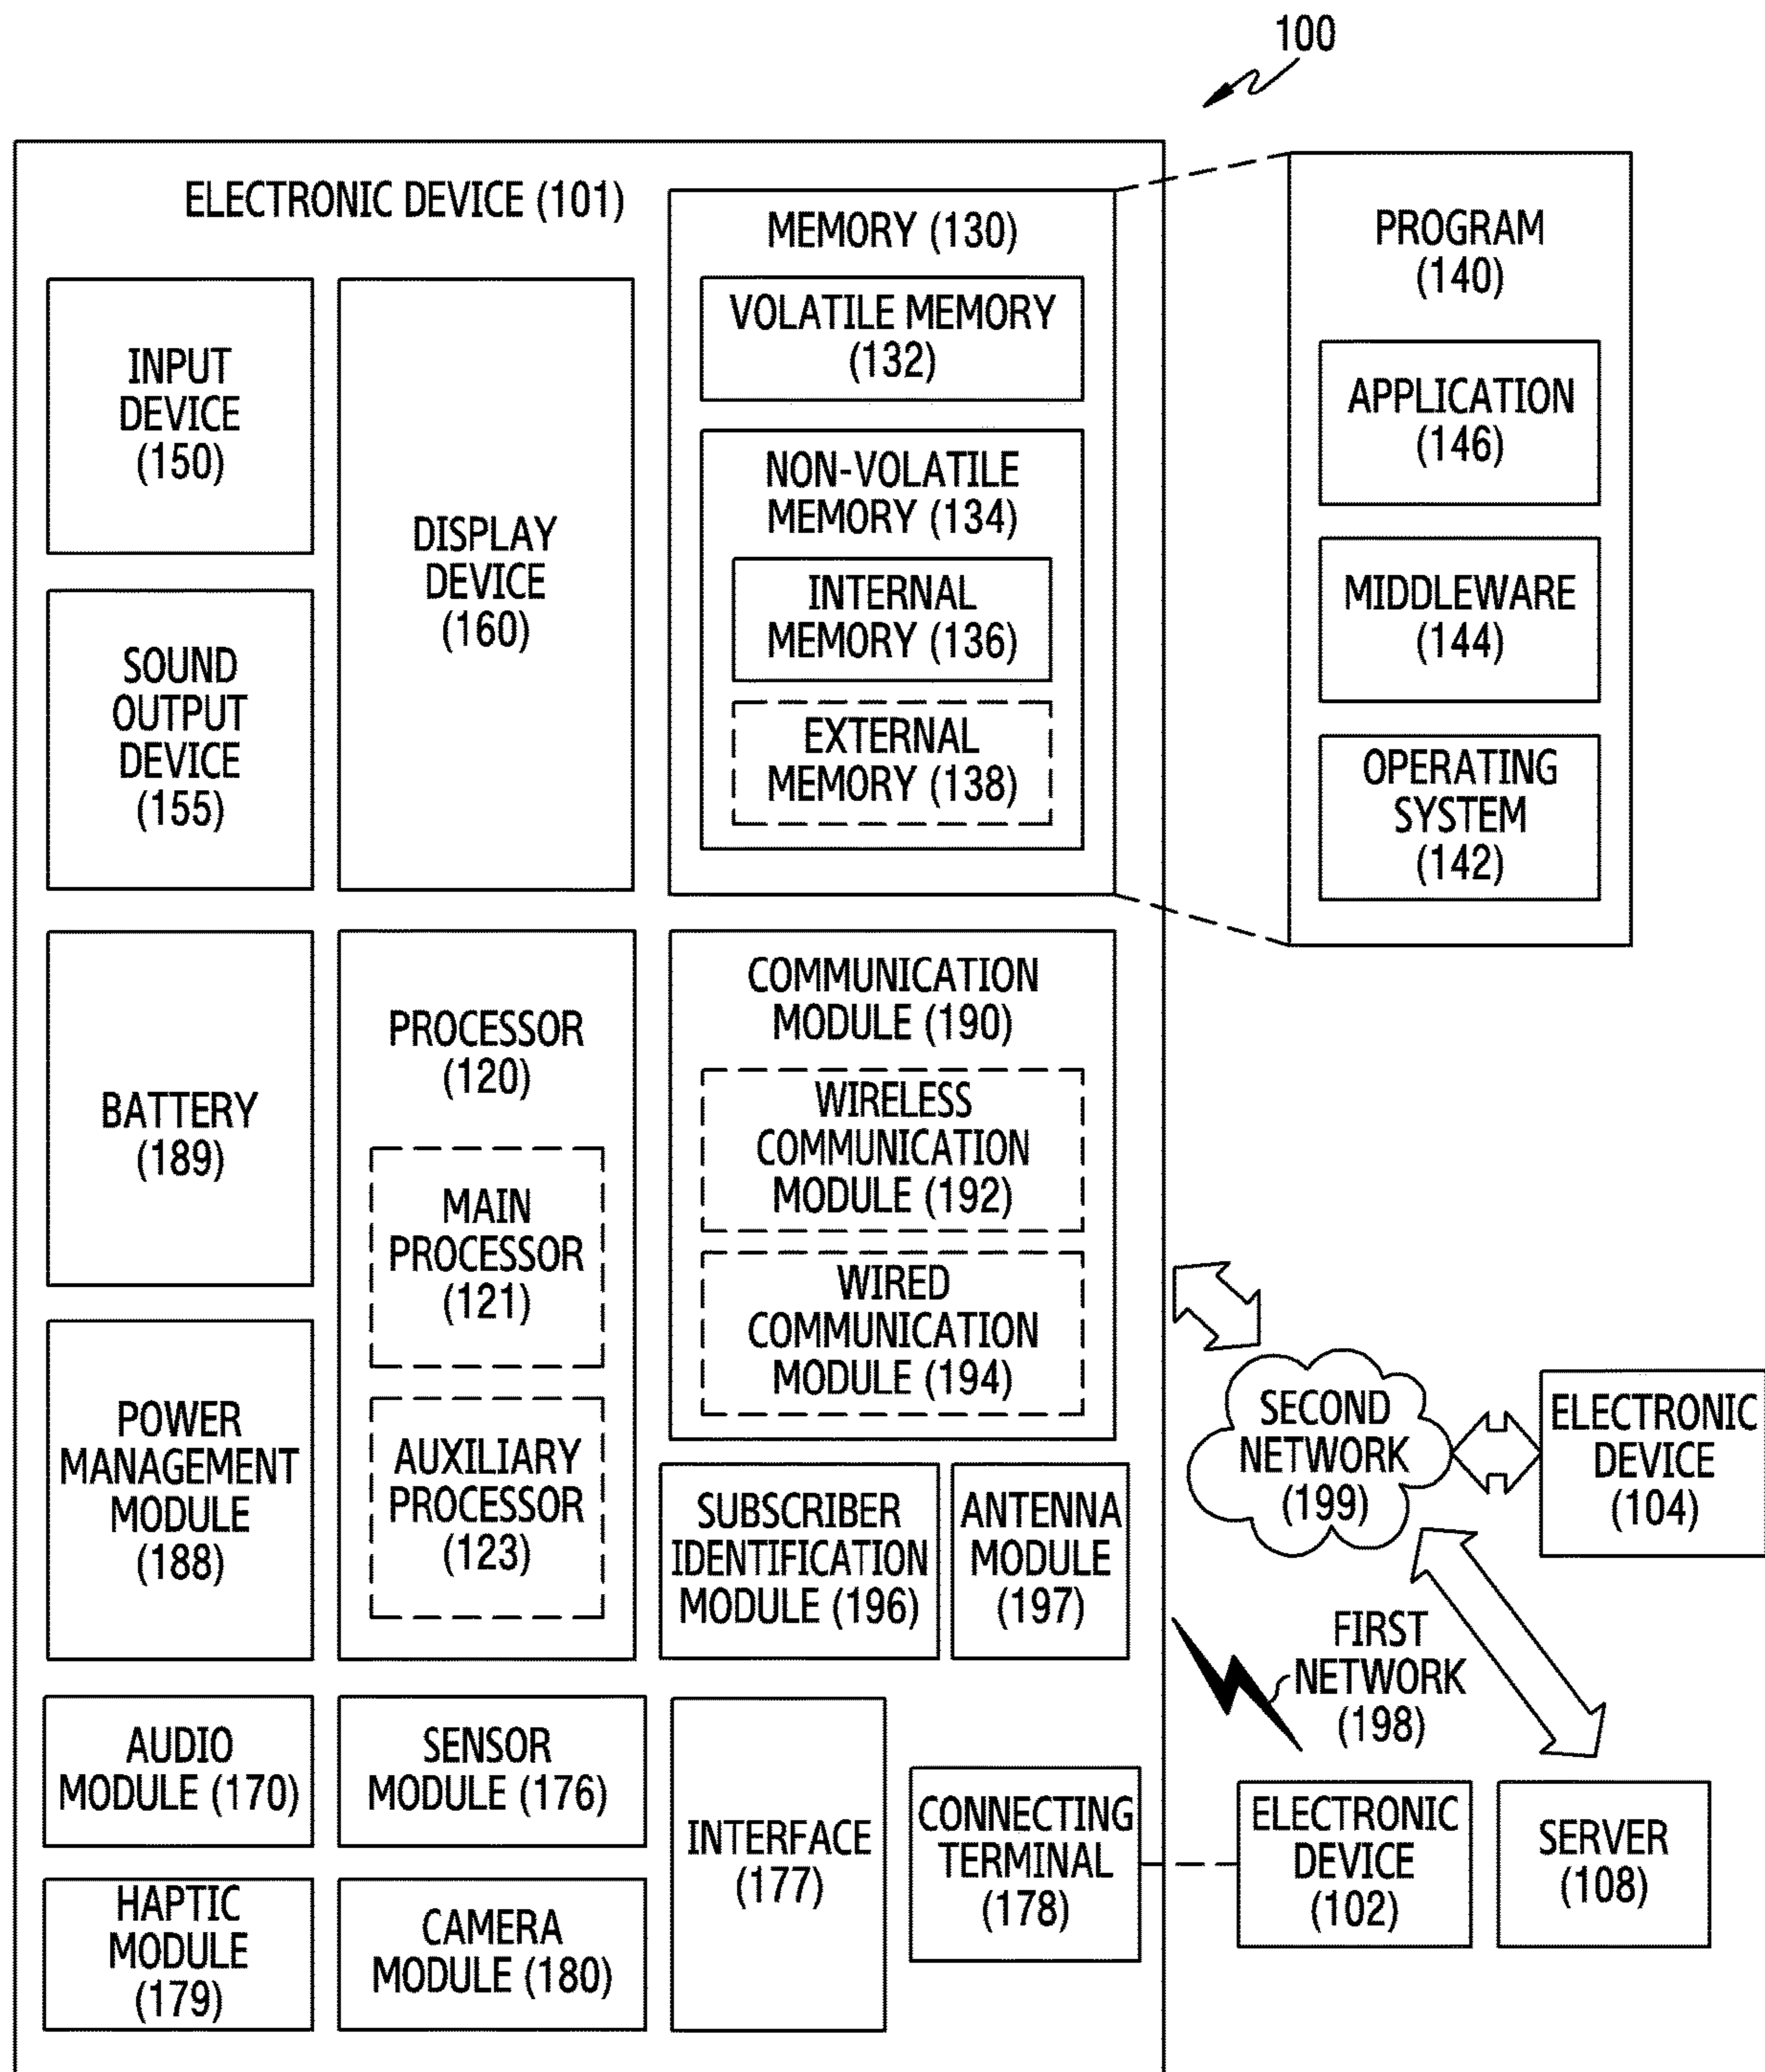 100
ELECTRONIC DEVICE (101)
INPUT
DEVICE
(150)
DISPLAY
DEVICE
(160)
SOUND
OUTPUT
DEVICE
(155)
MEMORY (130)
VOLATILE MEMORY
(132)
NON-VOLATILE
MEMORY (134)
INTERNAL
MEMORY (136)
EXTERNAL
MEMORY (138)
PROGRAM
(140)
APPLICATION
(146)
MIDDLEWARE
(144)
OPERATING
SYSTEM
(142)
BATTERY
(189)
POWER
MANAGEMENT
MODULE
(188)
PROCESSOR
(120)
MAIN
PROCESSOR
(121)
AUXILIARY
PROCESSOR
(123)
COMMUNICATION
MODULE (190)
WIRELESS
COMMUNICATION
MODULE (192)
WIRED
COMMUNICATION
MODULE (194)
SUBSCRIBER
IDENTIFICATION
MODULE (196)
ANTENNA
MODULE
(197)
SECOND
NETWORK
(199)
ELECTRONIC
DEVICE
(104)
FIRST
NETWORK
(198)
AUDIO
MODULE (170)
SENSOR
MODULE (176)
HAPTIC
MODULE
(179)
CAMERA
MODULE (180)
INTERFACE
(177)
CONNECTING
TERMINAL
(178)
ELECTRONIC
DEVICE
(102)
SERVER
(108)